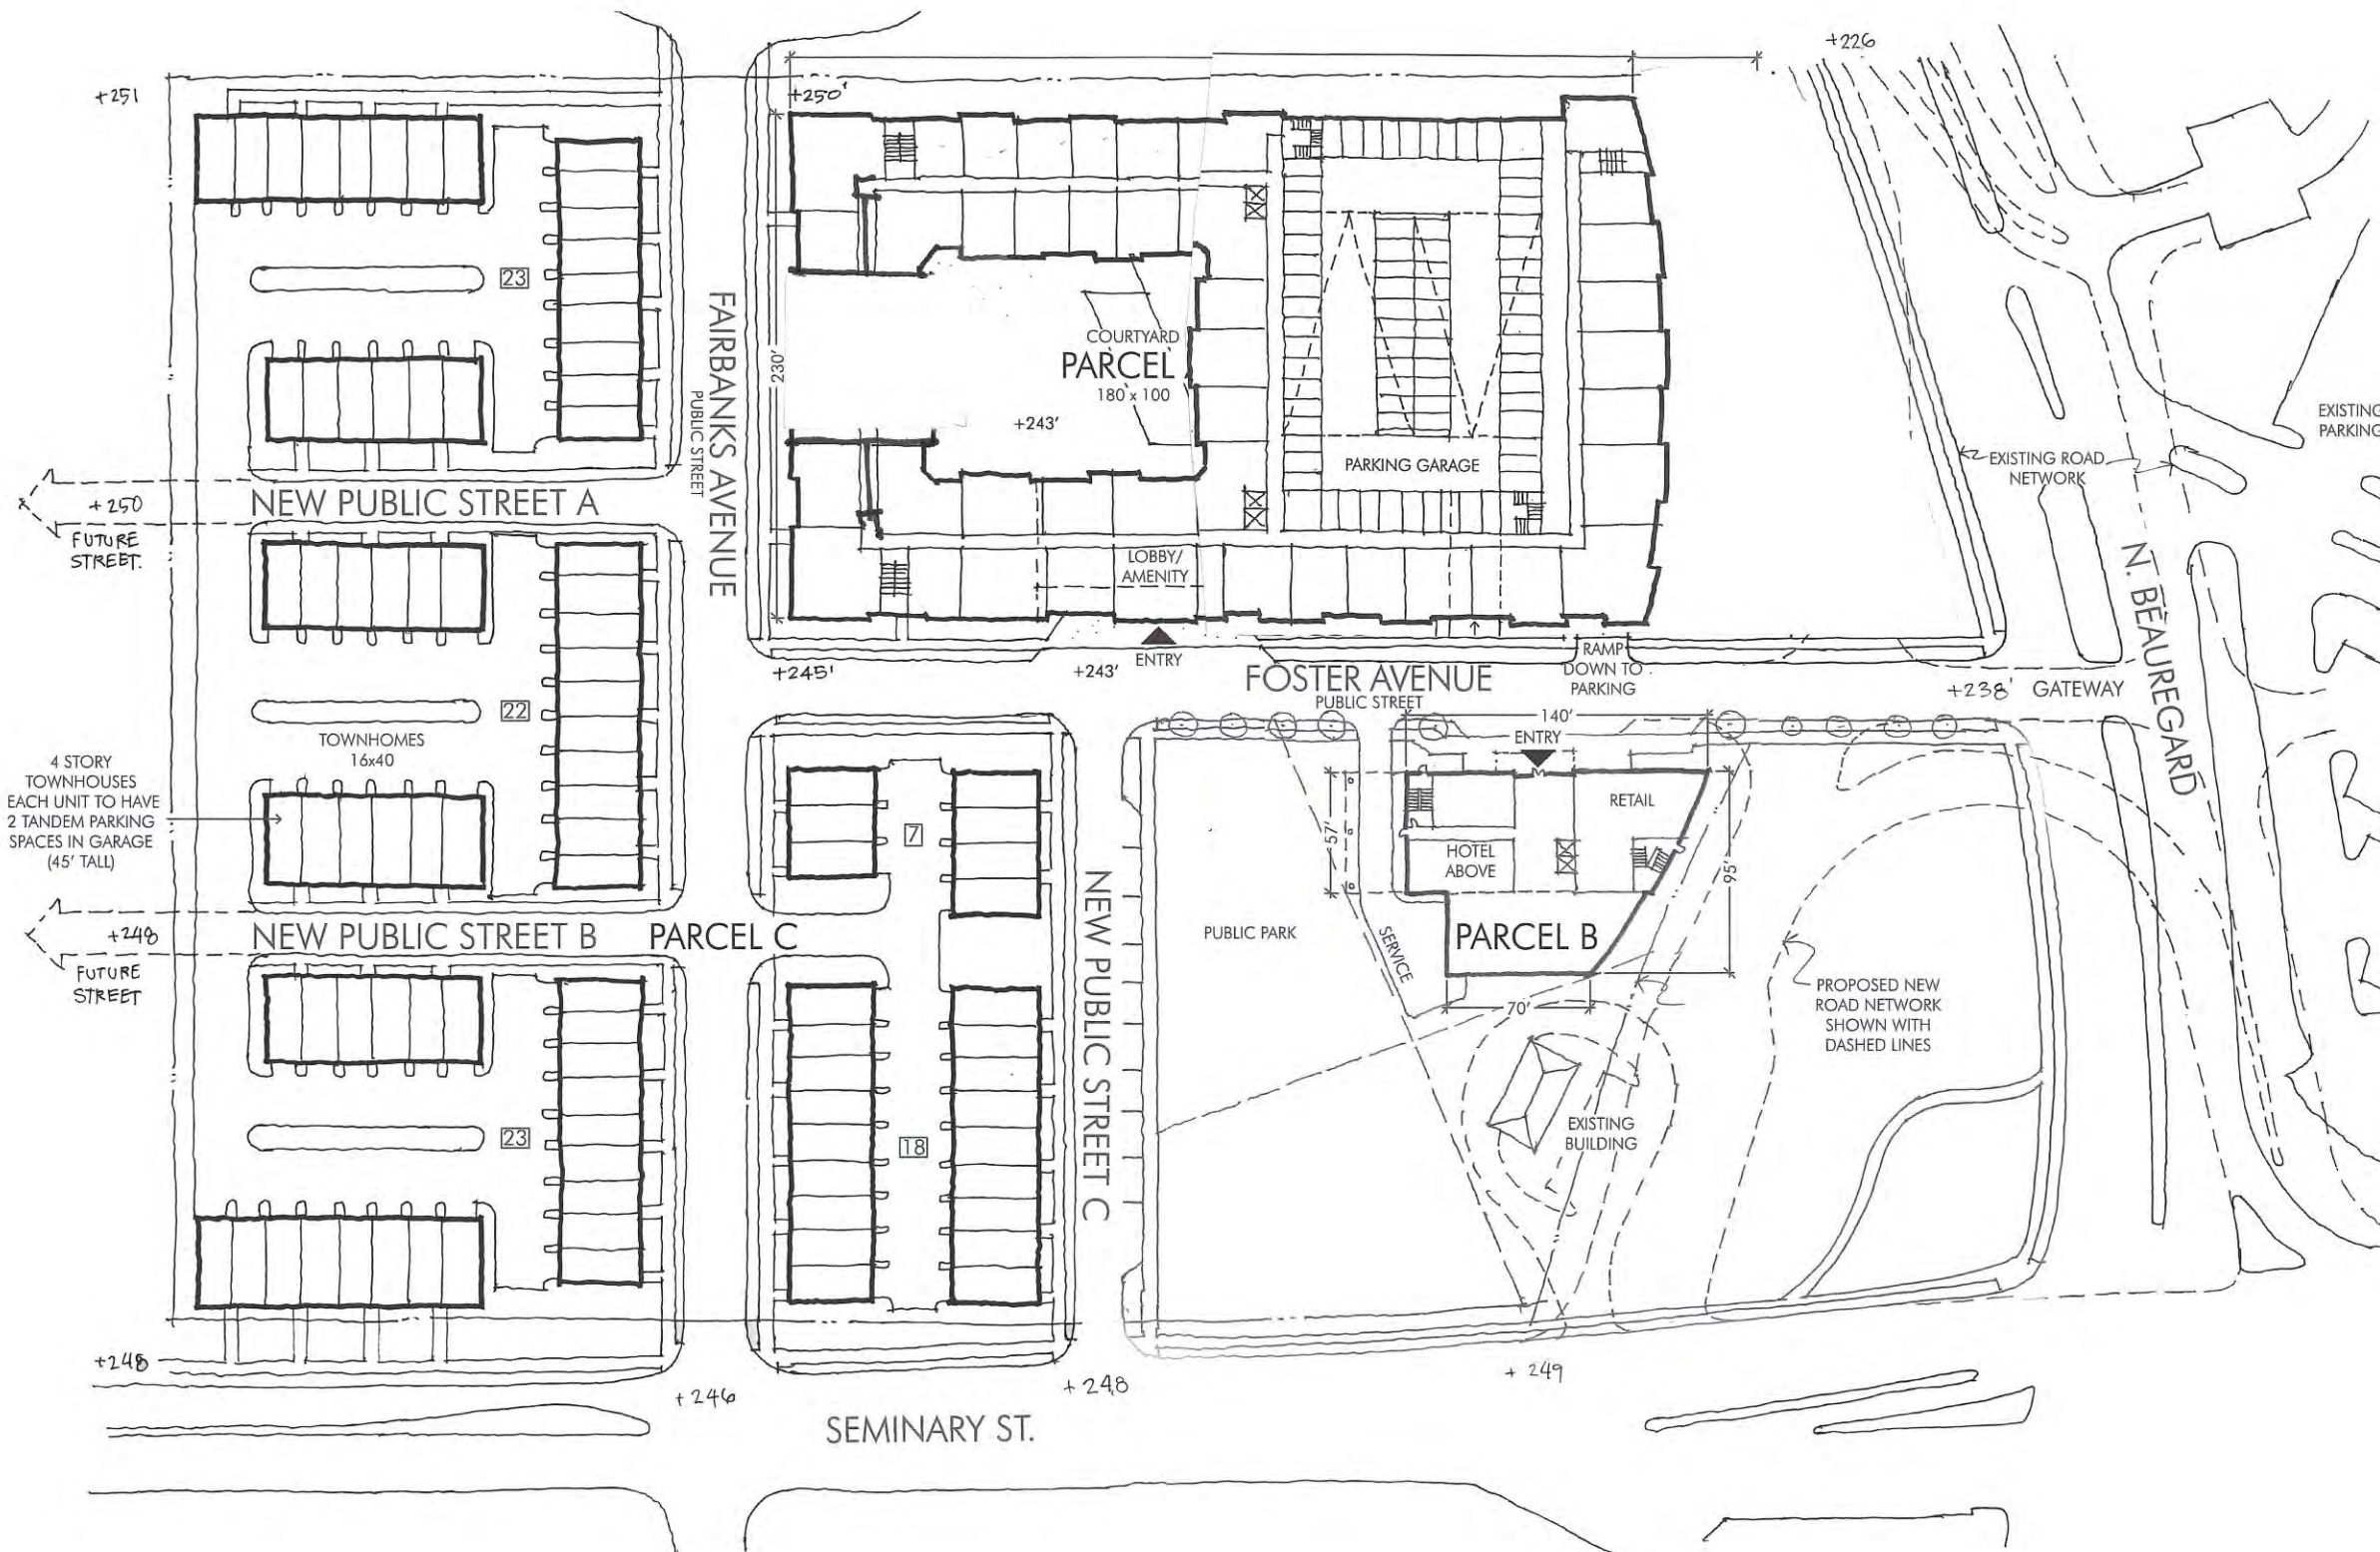 +226
+251
+250'
23
FAIRBANKS AVENUE
PUBLIC STREET
230'
COURTYARD
PARCEL
180 x 100
+243'
PARKING GARAGE
EXISTING ROAD
NETWORK
EXISTING
PARKING
+250
FUTURE
STREET.
NEW PUBLIC STREET A
LOBBY/
AMENITY
ENTRY
+245'
+243'
FOSTER AVENUE
PUBLIC STREET
RAMP
DOWN TO
PARKING
+238'
GATEWAY
N. BEAUREGARD
22
TOWNHOMES
16x40
4 STORY
TOWNHOUSES
EACH UNIT TO HAVE
2 TANDEM PARKING
SPACES IN GARAGE
(45' TALL)
7
140'
ENTRY
RETAIL
57'
HOTEL
ABOVE
95'
+248
FUTURE
STREET
NEW PUBLIC STREET B
PARCEL C
NEW PUBLIC STREET C
PUBLIC PARK
SERVICE
PARCEL B
70'
PROPOSED NEW
ROAD NETWORK
SHOWN WITH
DASHED LINES
EXISTING
BUILDING
23
18
+248
+246
+248
+249
SEMINARY ST.